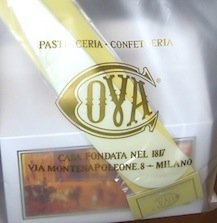 PASTICCERIA · CONFETTERIA
COVA
CASA FONDATA NEL 1817
VIA MONTENAPOLEONE, 8 - MILANO